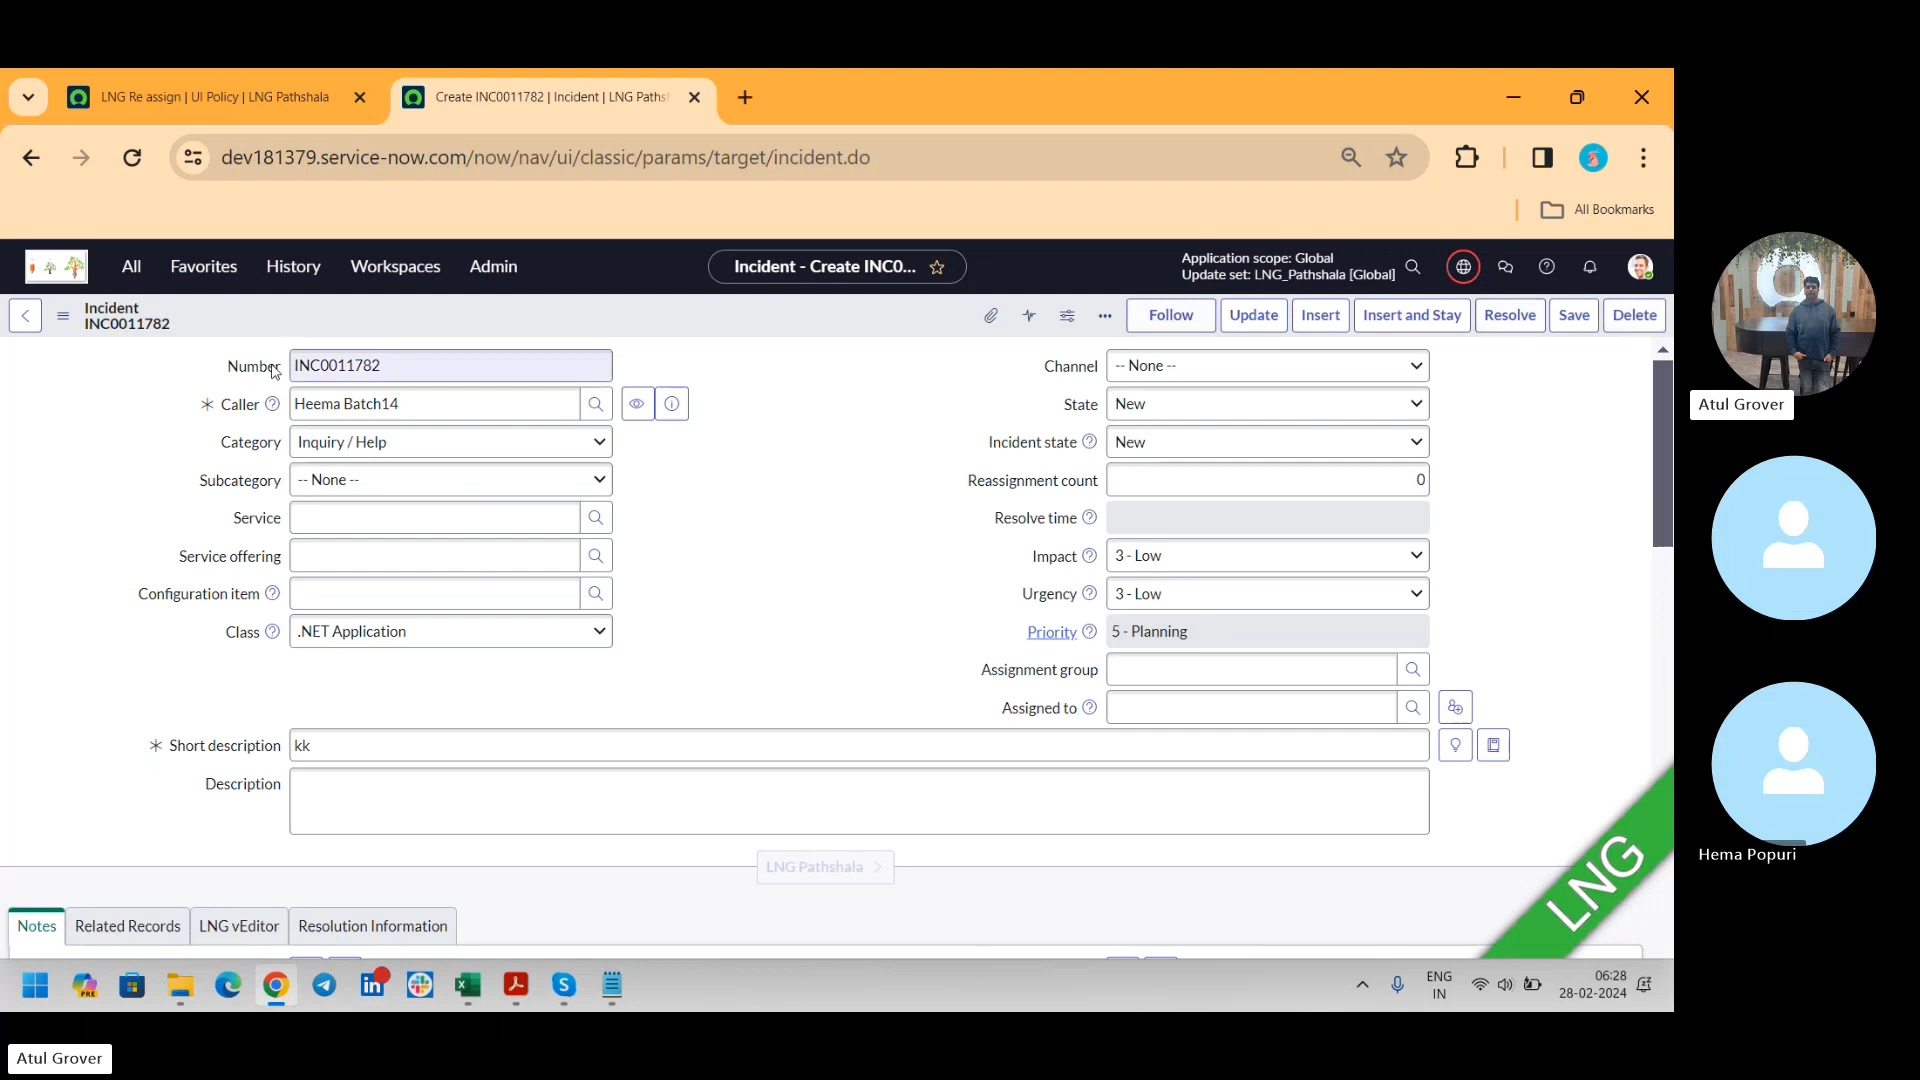 LNG Re assign | UI Policy | LNG Pathshala
Create INC0011782 | Incident | LNG Paths
dev181379.service-now.com/now/nav/ui/classic/params/target/incident.do
All Bookmarks
All
Favorites
History
Workspaces
Admin
Incident - Create INC0...
Application scope: Global
Update set: LNG_Pathshala [Global]
Incident
INC0011782
Follow
Update
Insert
Insert and Stay
Resolve
Save
Delete
Number INC0011782
Caller Heema Batch14
Category Inquiry / Help
Subcategory -- None --
Service
Service offering
Configuration item
Class .NET Application
Channel -- None --
State New
Incident state New
Reassignment count 0
Resolve time
Impact 3 - Low
Urgency 3 - Low
Priority 5 - Planning
Assignment group
Assigned to
Short description kk
Description
LNG Pathshala
LNG
Notes
Related Records
LNG vEditor
Resolution Information
PRE
ENG
IN
06:28
28-02-2024
Atul Grover
Hema Popuri
Atul Grover